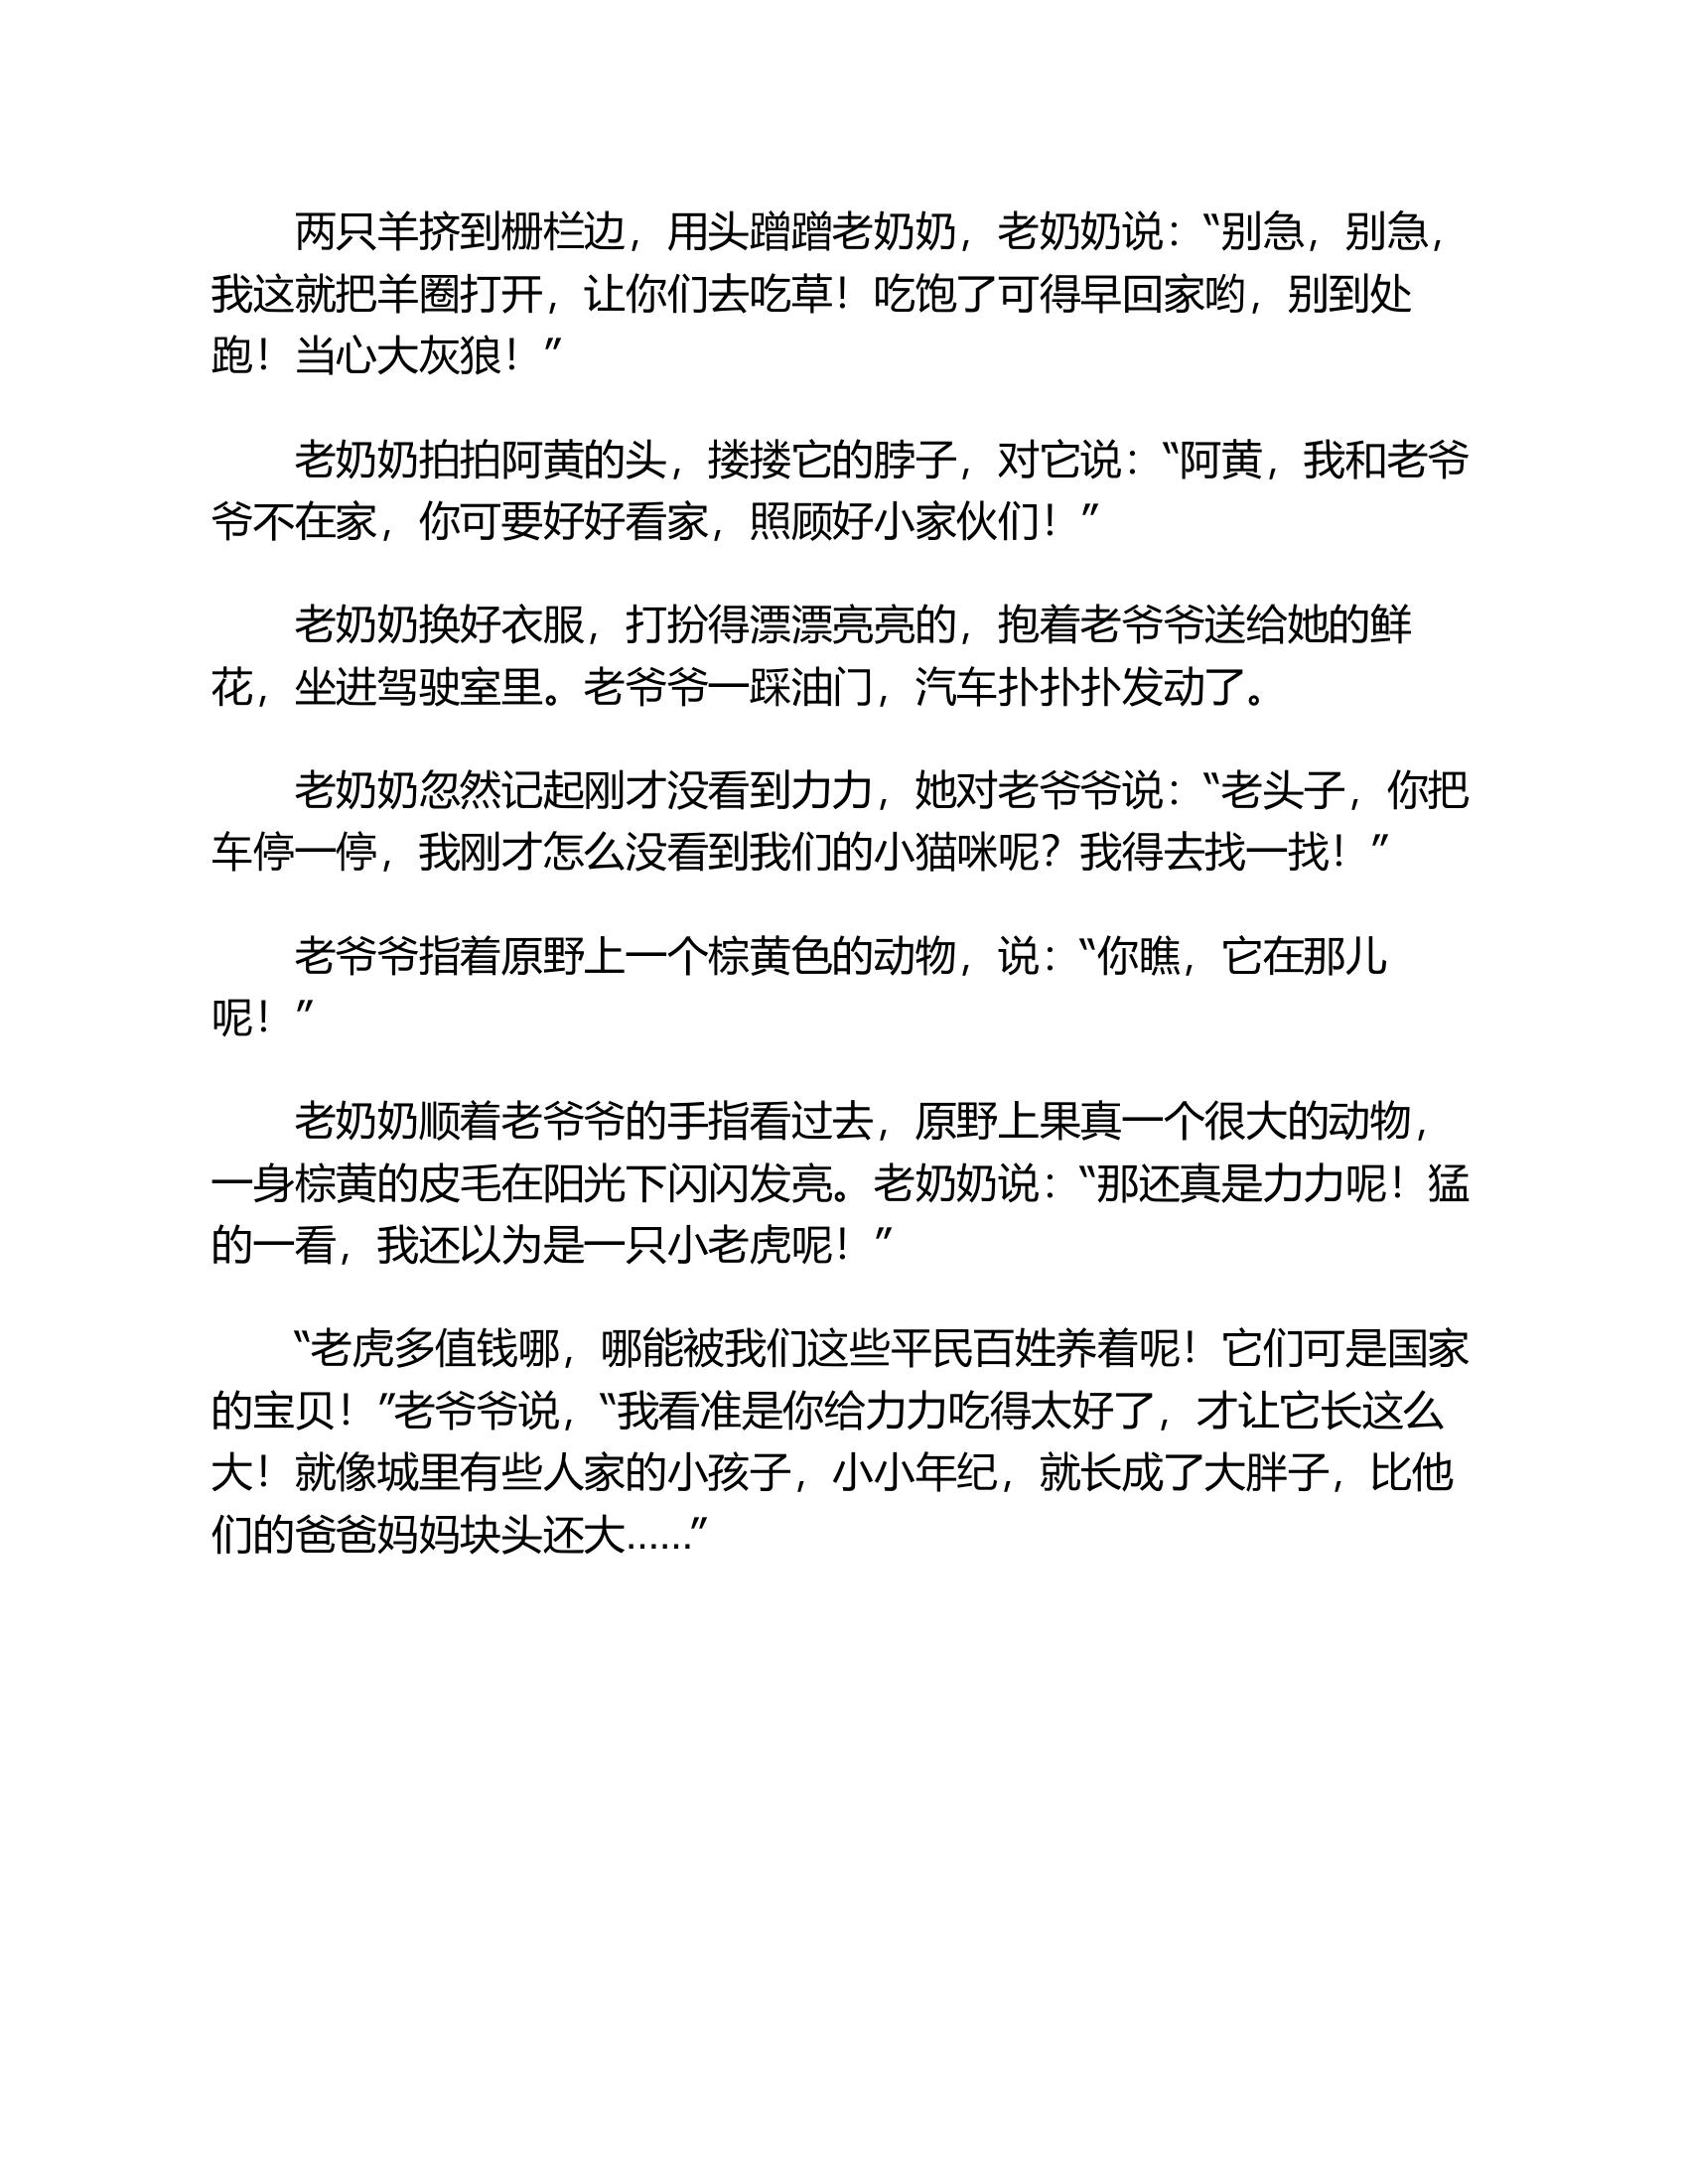 两只羊挤到栅栏边，用头蹭蹭老奶奶，老奶奶说：“别急，别急，
我这就把羊圈打开，让你们去吃草！吃饱了可得早回家哟，别到处
跑！当心大灰狼！”
老奶奶拍拍阿黄的头，搂搂它的脖子，对它说：“阿黄，我和老爷
爷不在家，你可要好好看家，照顾好小家伙们！”
老奶奶换好衣服，打扮得漂漂亮亮的，抱着老爷爷送给她的鲜
花，坐进驾驶室里。老爷爷一踩油门，汽车扑扑扑发动了。
老奶奶忽然记起刚才没看到力力，她对老爷爷说：“老头子，你把
车停一停，我刚才怎么没看到我们的小猫咪呢？我得去找一找！”
老爷爷指着原野上一个棕黄色的动物，说：“你瞧，它在那儿
呢！”
老奶奶顺着老爷爷的手指看过去，原野上果真一个很大的动物，
一身棕黄的皮毛在阳光下闪闪发亮。老奶奶说：“那还真是力力呢！猛
的一看，我还以为是一只小老虎呢！”
“老虎多值钱哪，哪能被我们这些平民百姓养着呢！它们可是国家
的宝贝！”老爷爷说，“我看准是你给力力吃得太好了，才让它长这么
大！就像城里有些人家的小孩子，小小年纪，就长成了大胖子，比他
们的爸爸妈妈块头还大……”